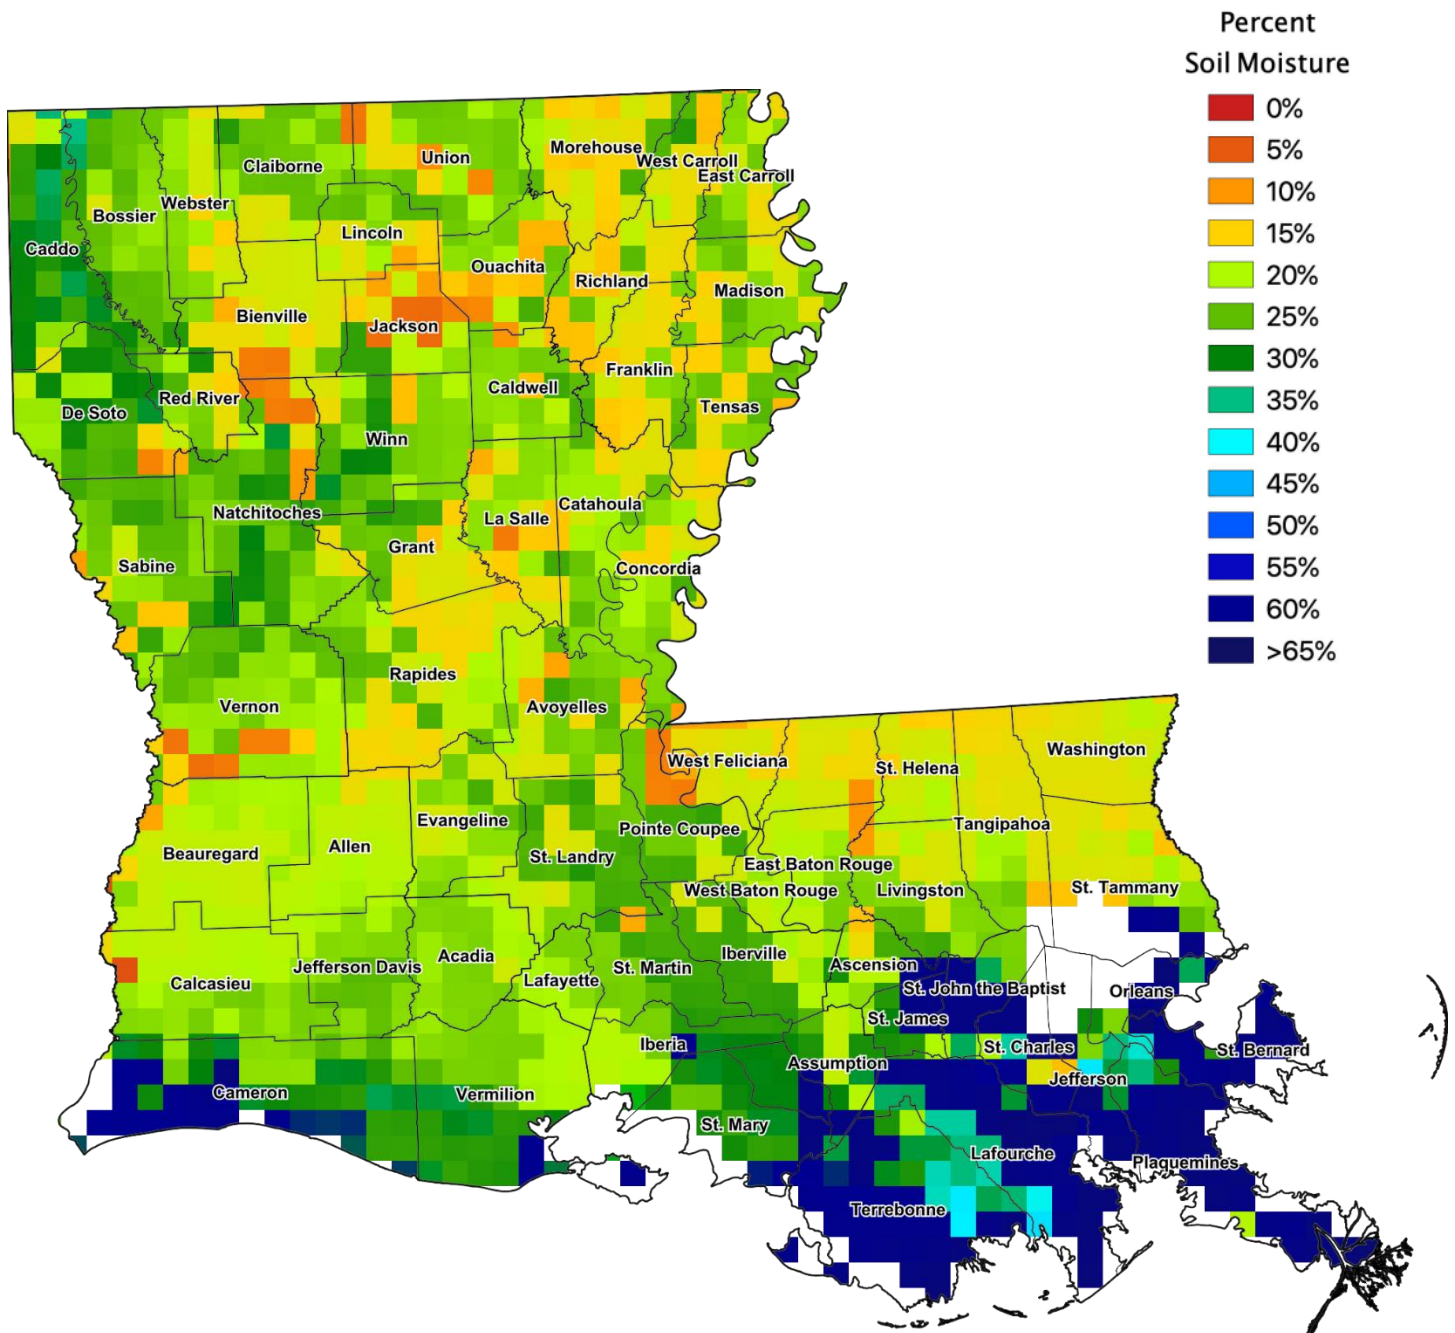 Percent
Soil Moisture
0%
5%
10%
15%
20%
25%
30%
35%
40%
45%
50%
55%
60%
>65%
Claiborne
Union
Morehouse
West Carroll
East Carroll
Webster
Bossier
Caddo
Lincoln
Ouachita
Richland
Madison
Bienville
Jackson
Franklin
Caldwell
Red River
De Soto
Tensas
Winn
Natchitoches
La Salle
Catahoula
Grant
Sabine
Concordia
Rapides
Vernon
Avoyelles
West Feliciana
St. Helena
Washington
Evangeline
Pointe Coupee
Tangipahoa
Beauregard
Allen
St. Landry
East Baton Rouge
West Baton Rouge
Livingston
St. Tammany
Acadia
Iberville
Jefferson Davis
Calcasieu
Lafayette
St. Martin
Ascension
St. John the Baptist
Orleans
St. James
Iberia
St. Charles
St. Bernard
Assumption
Jefferson
Cameron
Vermilion
St. Mary
Lafourche
Plaquemines
Terrebonne